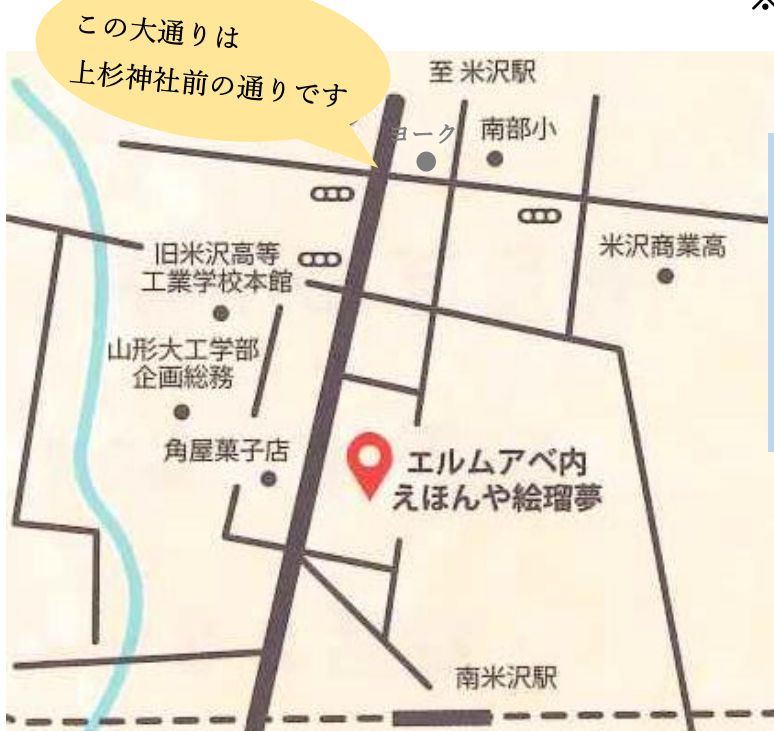 この大通りは
上杉神社前の通りです
至 米沢駅
ヨーク
南部小
米沢商業高
旧米沢高等
工業学校本館
山形大工学部
企画総務
角屋菓子店
エルムアベ内
えほんや絵瑠夢
南米沢駅